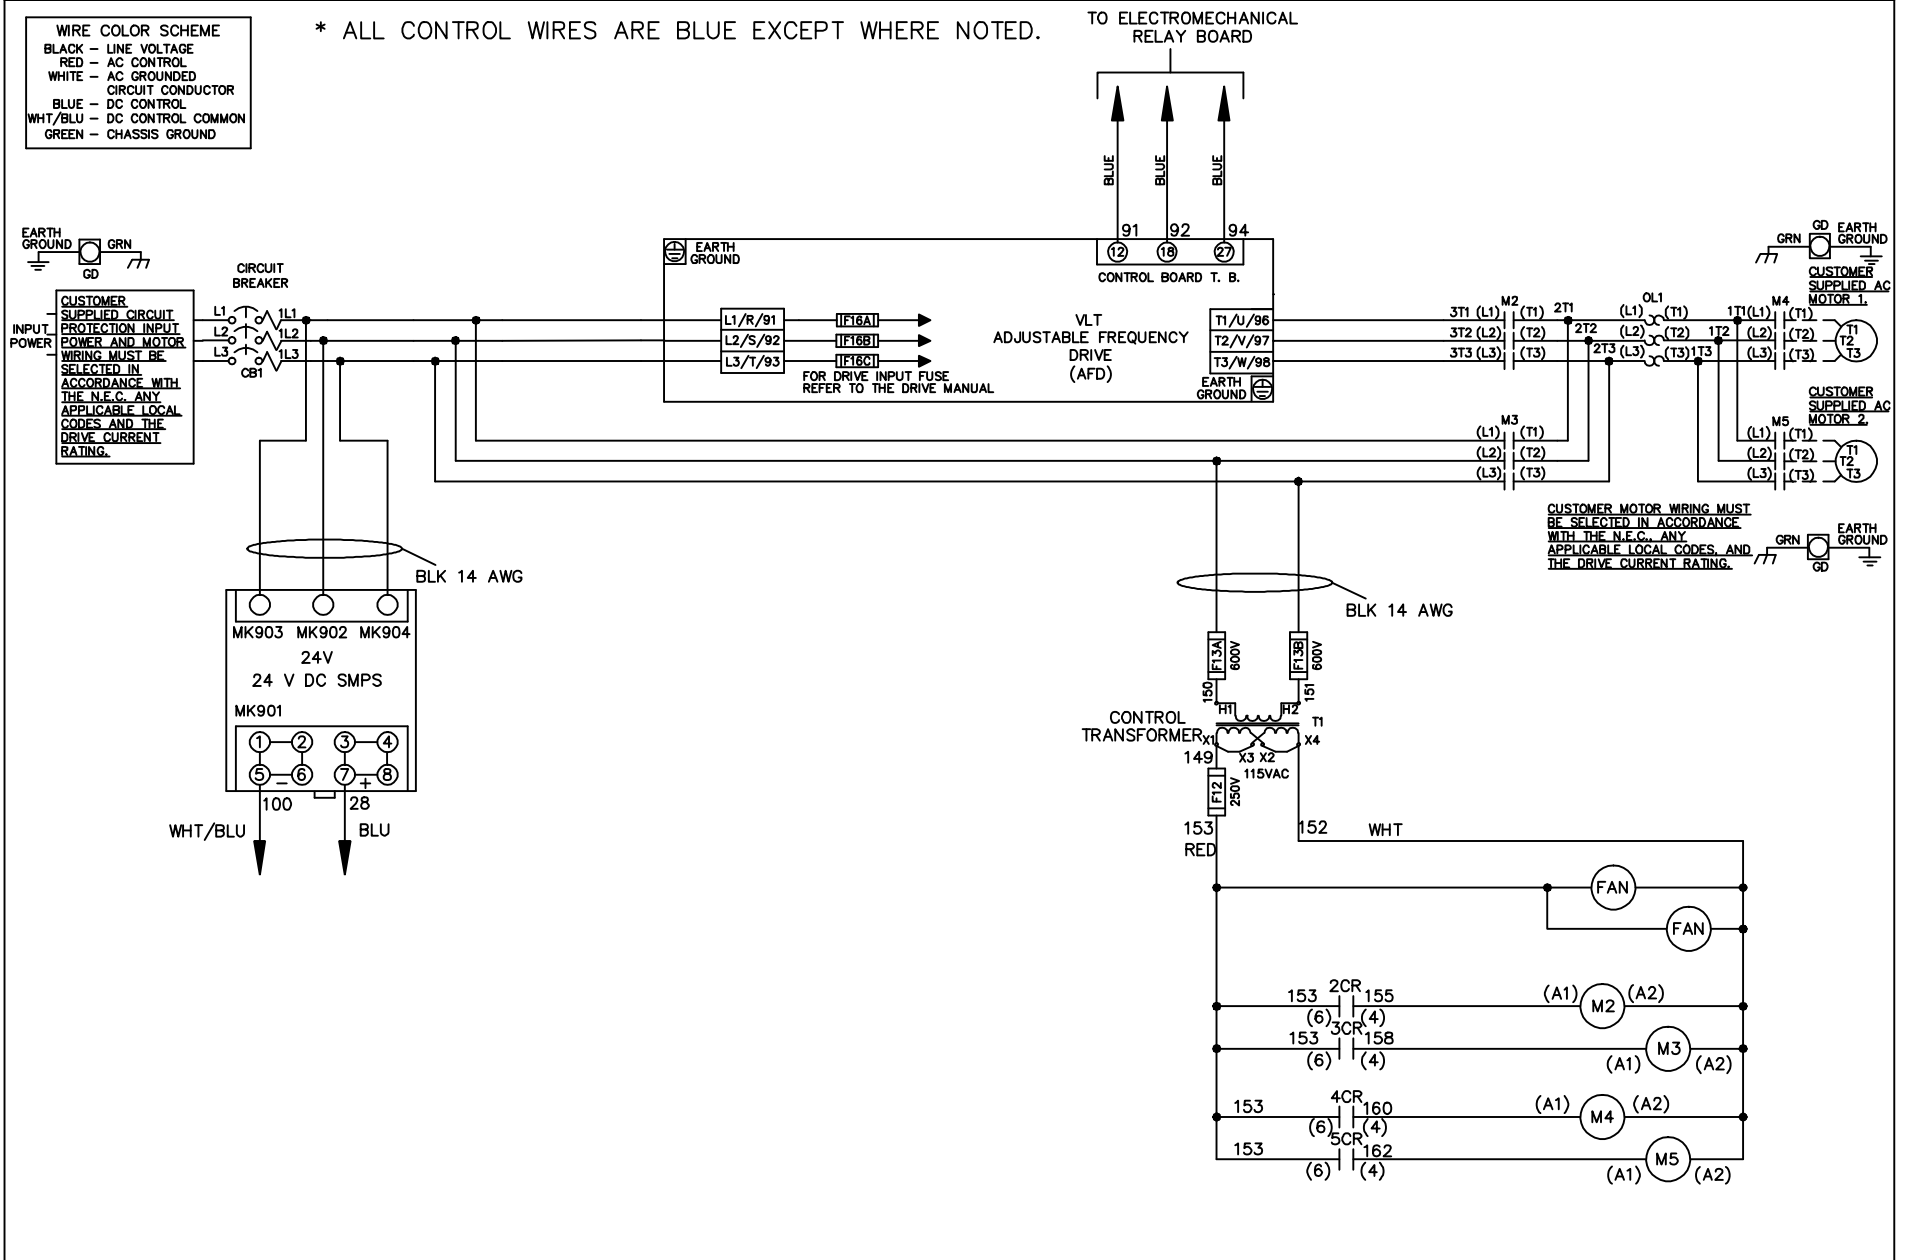 WIRE COLOR SCHEME
BLACK – LINE VOLTAGE
RED – AC CONTROL
WHITE – AC GROUNDED
CIRCUIT CONDUCTOR
BLUE – DC CONTROL
WHT/BLU – DC CONTROL COMMON
GREEN – CHASSIS GROUND
* ALL CONTROL WIRES ARE BLUE EXCEPT WHERE NOTED.
TO ELECTROMECHANICAL
RELAY BOARD
BLUE
BLUE
BLUE
91 92 94
12 18 27
CONTROL BOARD T. B.
EARTH
GROUND
GRN
GD
CIRCUIT
BREAKER
INPUT
POWER
CUSTOMER
SUPPLIED CIRCUIT
PROTECTION INPUT
POWER AND MOTOR
WIRING MUST BE
SELECTED IN
ACCORDANCE WITH
THE N.E.C. ANY
APPLICABLE LOCAL
CODES AND THE
DRIVE CURRENT
RATING.
L1 1L1
L2 1L2
L3 1L3
CB1
EARTH
GROUND
L1/R/91 IF16A
L2/S/92 IF16B
L3/T/93 IF16C
FOR DRIVE INPUT FUSE
REFER TO THE DRIVE MANUAL
VLT
ADJUSTABLE FREQUENCY
DRIVE
(AFD)
T1/U/96
T2/V/97
T3/W/98
EARTH
GROUND
M2
3T1 (L1) (T1) 2T1
3T2 (L2) (T2) 2T2
3T3 (L3) (T3) 2T3
OL1
(L1) (T1) 1T1
(L2) (T2) 1T2
(L3) (T3) 1T3
M4
(L1) (T1)
(L2) (T2)
(L3) (T3)
T1
T2
T3
GRN
GD
EARTH
GROUND
CUSTOMER
SUPPLIED AC
MOTOR 1.
M3
(L1) (T1)
(L2) (T2)
(L3) (T3)
CUSTOMER
SUPPLIED AC
MOTOR 2.
M5
(L1) (T1)
(L2) (T2)
(L3) (T3)
T1
T2
T3
CUSTOMER MOTOR WIRING MUST
BE SELECTED IN ACCORDANCE
WITH THE N.E.C., ANY
APPLICABLE LOCAL CODES, AND
THE DRIVE CURRENT RATING.
GRN
GD
EARTH
GROUND
BLK 14 AWG
MK903 MK902 MK904
24V
24 V DC SMPS
MK901
1 2 3 4
5 – 6 7 + 8
100 28
WHT/BLU BLU
BLK 14 AWG
F13A 600V
F13B 600V
150 151
H1 H2
CONTROL
TRANSFORMER
T1
X1 X3 X2 X4
115VAC
149
F12 250V
153
RED
152 WHT
FAN
FAN
153 2CR 155 (A1) M2 (A2)
(6) (4)
153 3CR 158 M3
(6) (4) (A1) (A2)
153 4CR 160 (A1) M4 (A2)
(6) (4)
153 5CR 162 M5
(6) (4) (A1) (A2)